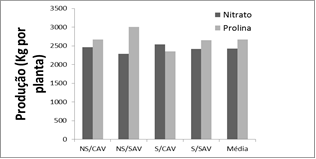 Produção (Kg por
planta)
3500
3000
2500
2000
1500
1000
500
0
Nitrato
Prolina
NS/CAV NS/SAV S/CAV S/SAV Média